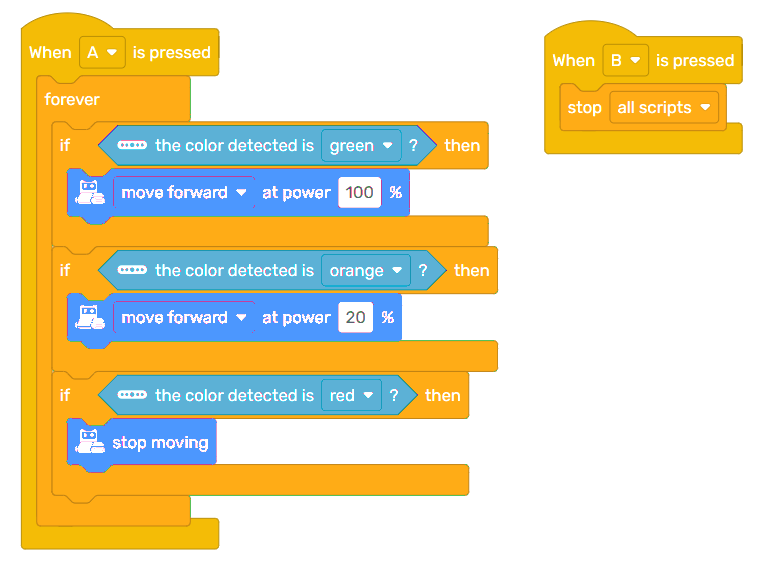 When A is pressed
forever
if the color detected is green ? then
move forward at power 100 %
if the color detected is orange ? then
move forward at power 20 %
if the color detected is red ? then
stop moving
When B is pressed
stop all scripts